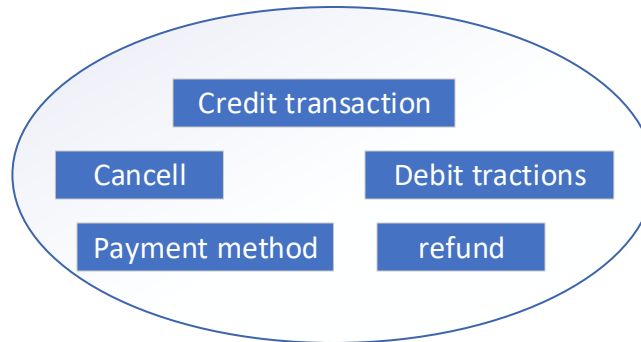 Credit transaction
Cancell
Debit tractions
Payment method
refund